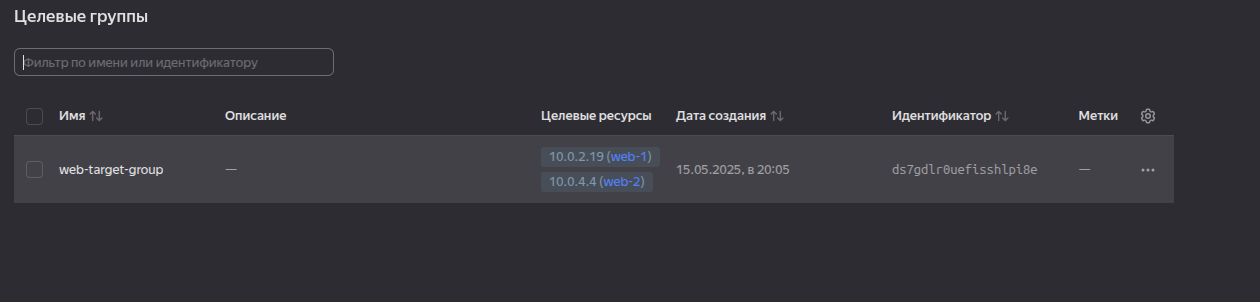 Целевые группы
Фильтр по имени или идентификатору
Имя Описание Целевые ресурсы Дата создания Идентификатор Метки
web-target-group — 10.0.2.19 (web-1) 15.05.2025, в 20:05 ds7gdlr0uefisshlpi8e —
10.0.4.4 (web-2)